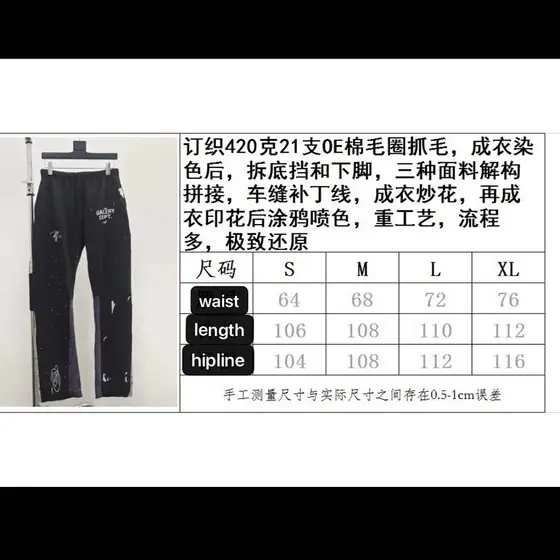 GALLERY
DEPT.
订织420克21支OE棉毛圈抓毛，成衣染
色后，拆底挡和下脚，三种面料解构
拼接，车缝补丁线，成衣炒花，再成
衣印花后涂鸦喷色，重工艺，流程
多，极致还原
尺码 S M L XL
waist 64 68 72 76
length 106 108 110 112
hipline 104 108 112 116
手工测量尺寸与实际尺寸之间存在0.5-1cm误差